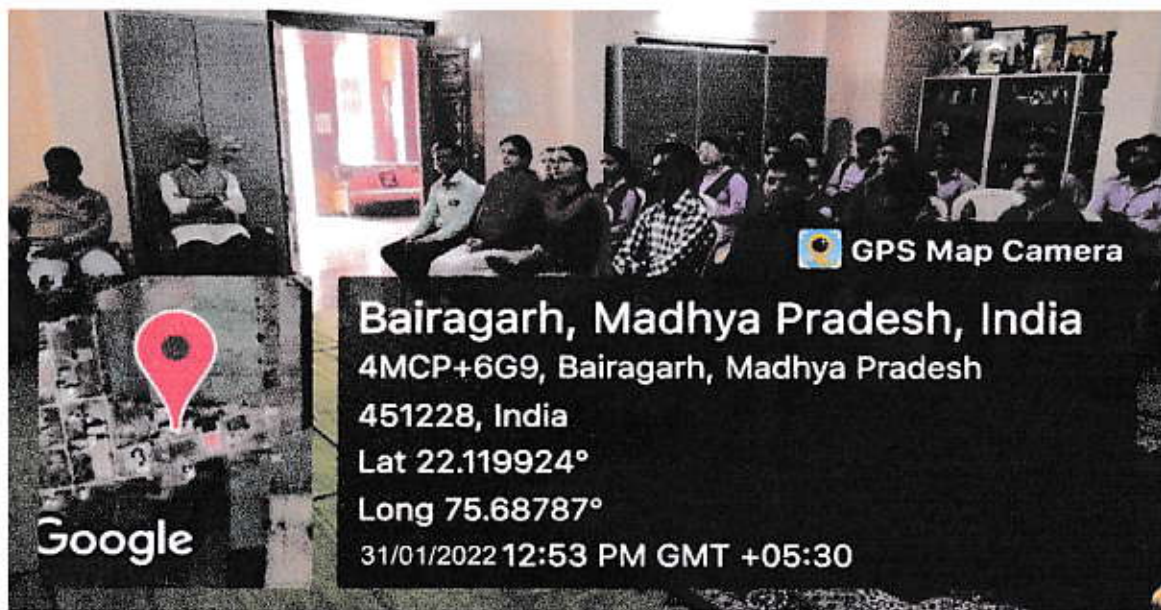 GPS Map Camera
Bairagarh, Madhya Pradesh, India
4MCP+6G9, Bairagarh, Madhya Pradesh
451228, India
Lat 22.119924°
Long 75.68787°
31/01/2022 12:53 PM GMT +05:30
Google